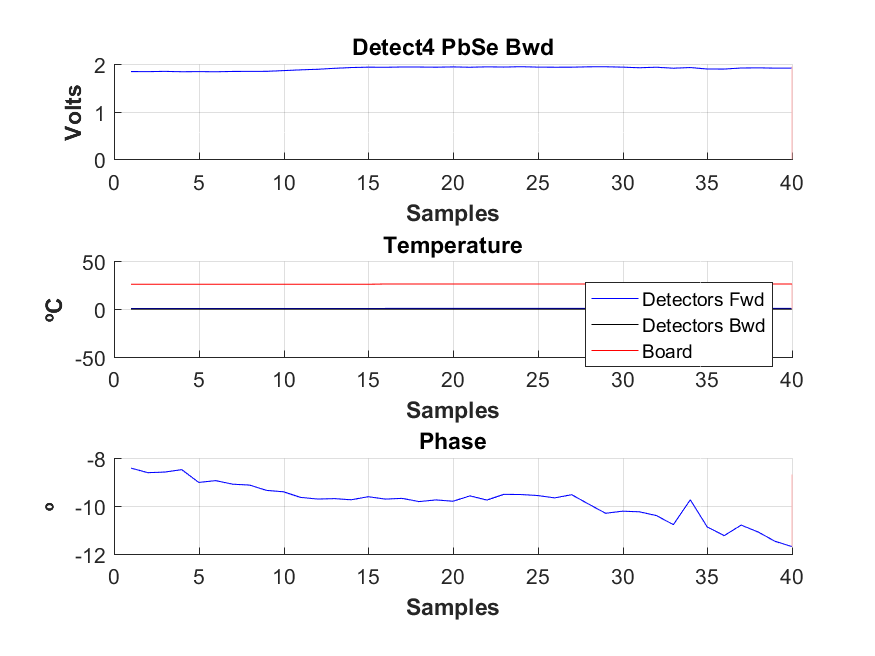 Detect4 PbSe Bwd
2
1
0
Volts
0 5 10 15 20 25 30 35 40
Samples
Temperature
50
0
-50
ºC
Detectors Fwd
Detectors Bwd
Board
0 5 10 15 20 25 30 35 40
Samples
Phase
-8
-10
-12
º
0 5 10 15 20 25 30 35 40
Samples